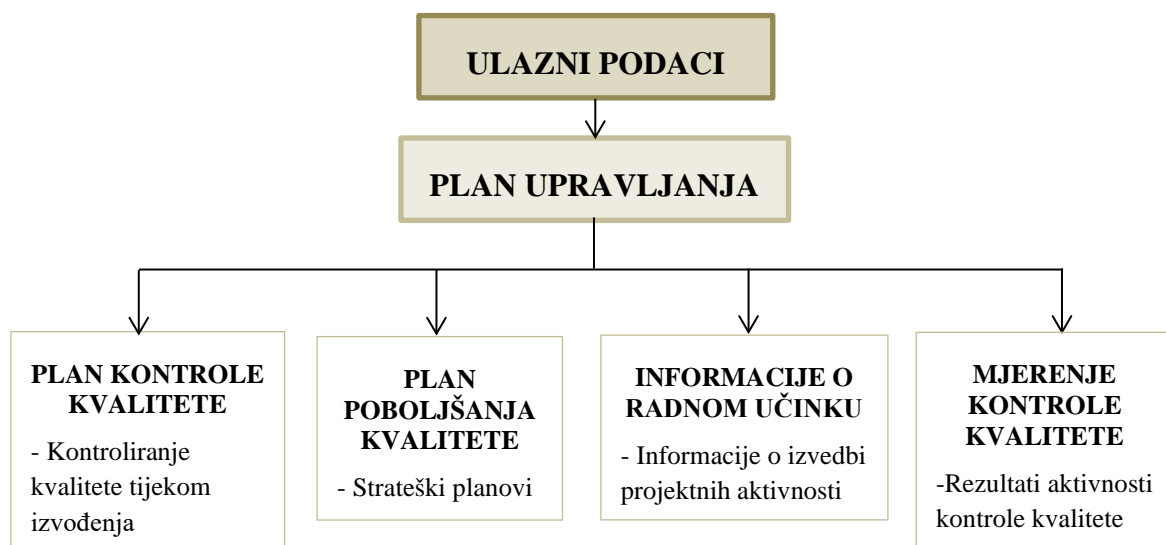 ULAZNI PODACI
PLAN UPRAVLJANJA
PLAN KONTROLE
KVALITETE
- Kontroliranje
kvalitete tijekom
izvođenja
PLAN
POBOLJŠANJA
KVALITETE
- Strateški planovi
INFORMACIJE O
RADNOM UČINKU
- Informacije o izvedbi
projektnih aktivnosti
MJERENJE
KONTROLE
KVALITETE
-Rezultati aktivnosti
kontrole kvalitete